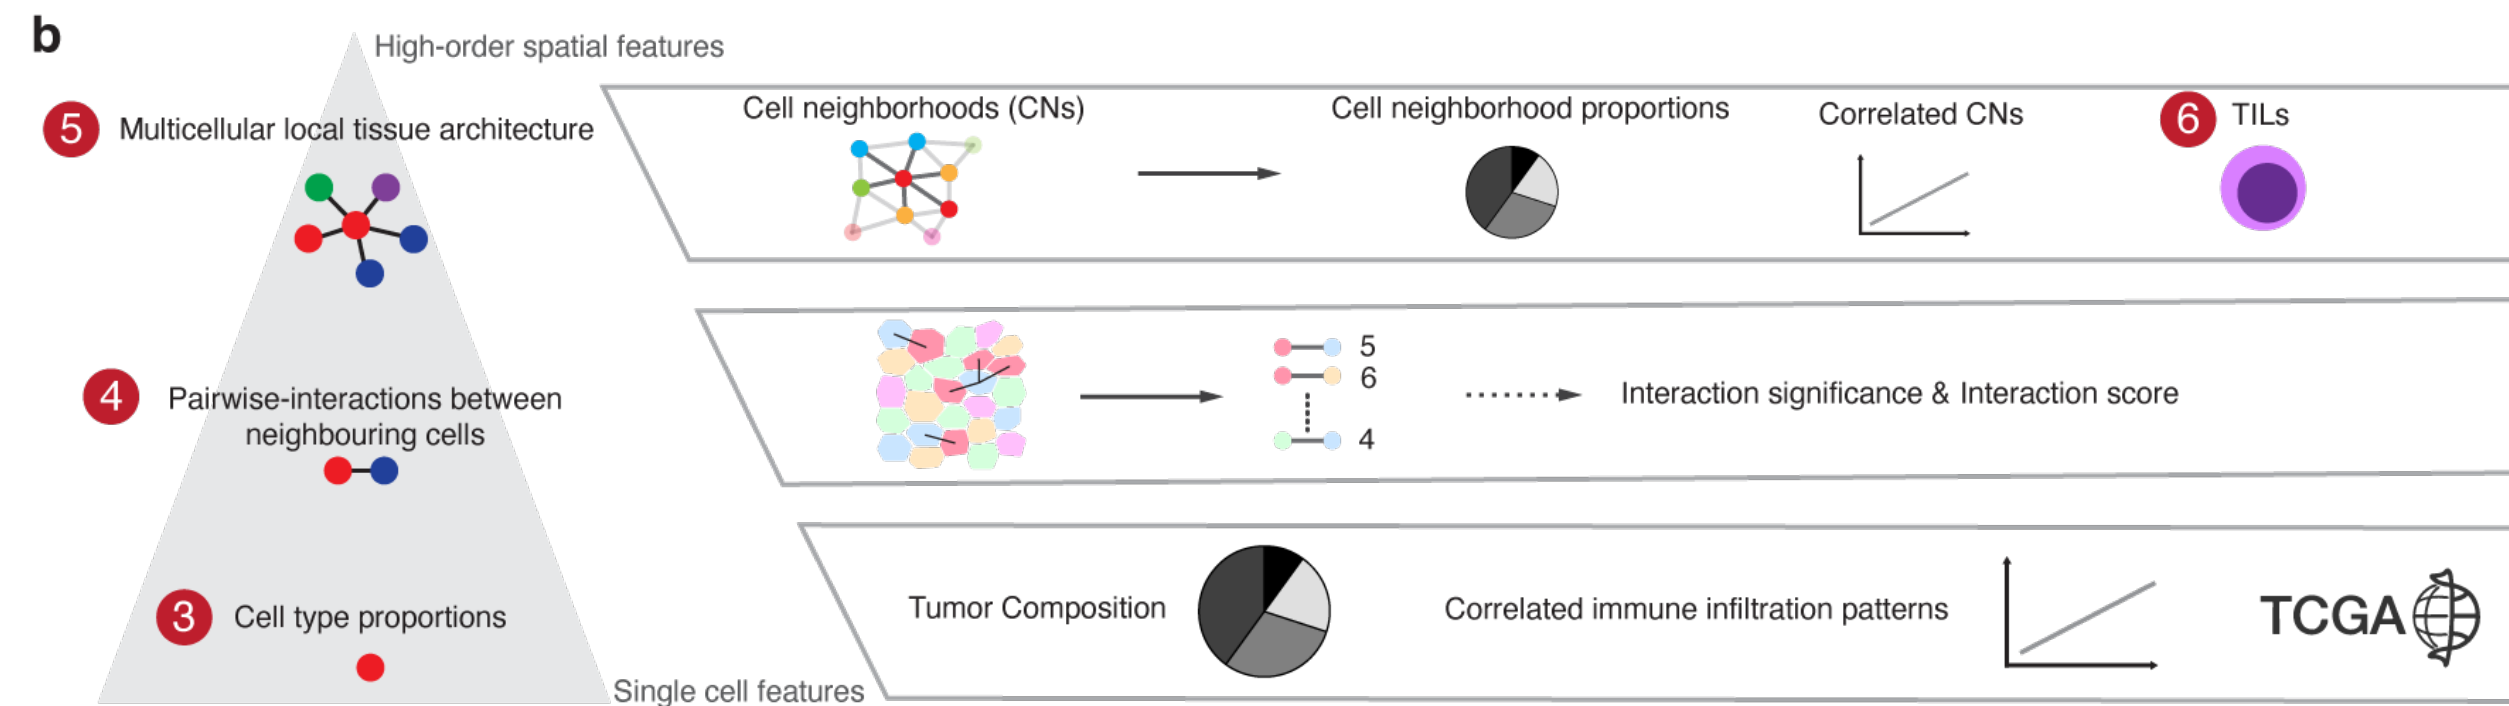 b
High-order spatial features
5 Multicellular local tissue architecture
Cell neighborhoods (CNs)
Cell neighborhood proportions
Correlated CNs
6 TILs
4 Pairwise-interactions between
neighbouring cells
5
6
4
Interaction significance & Interaction score
3 Cell type proportions
Single cell features
Tumor Composition
Correlated immune infiltration patterns
TCGA